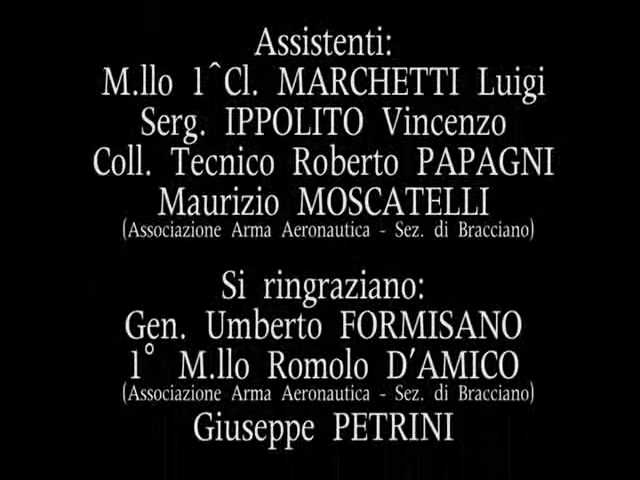 Assistenti:
M.llo 1^Cl. MARCHETTI Luigi
Serg. IPPOLITO Vincenzo
Coll. Tecnico Roberto PAPAGNI
Maurizio MOSCATELLI
(Associazione Arma Aeronautica - Sez. di Bracciano)
Si ringraziano:
Gen. Umberto FORMISANO
1° M.llo Romolo D'AMICO
(Associazione Arma Aeronautica - Sez. di Bracciano)
Giuseppe PETRINI